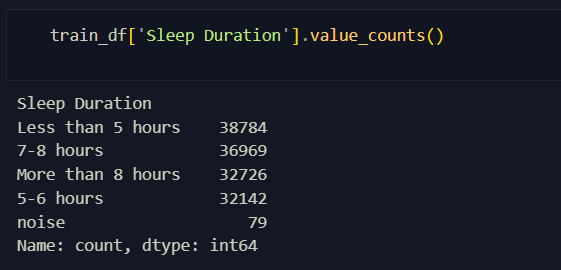 train_df['Sleep Duration'].value_counts()
Sleep Duration
Less than 5 hours    38784
7-8 hours            36969
More than 8 hours    32726
5-6 hours            32142
noise                   79
Name: count, dtype: int64